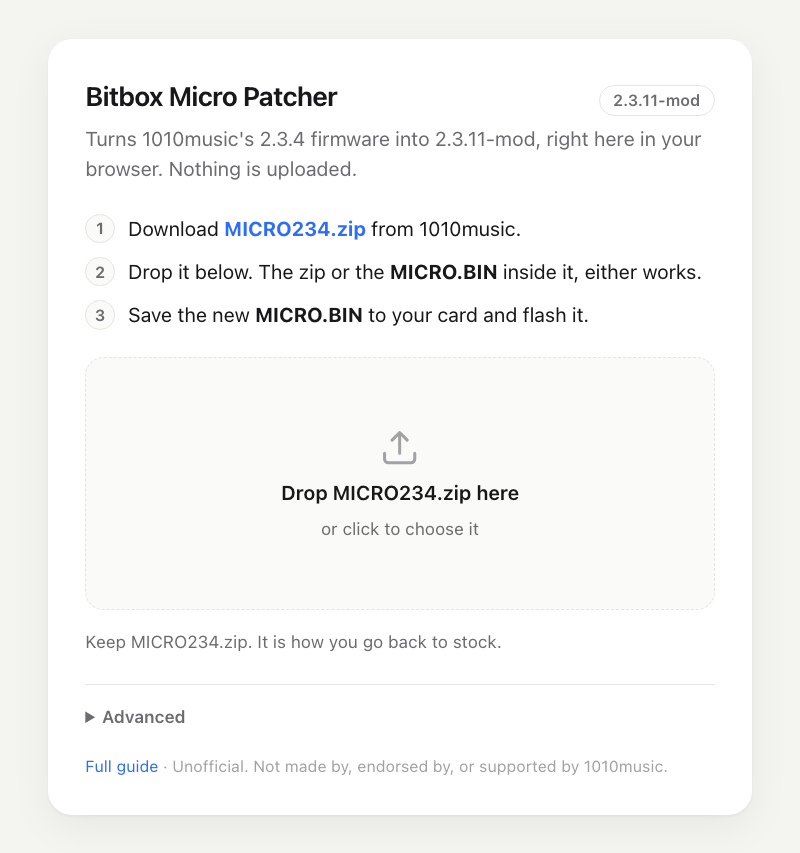 Bitbox Micro Patcher
2.3.11-mod
Turns 1010music's 2.3.4 firmware into 2.3.11-mod, right here in your
browser. Nothing is uploaded.
1 Download MICRO234.zip from 1010music.
2 Drop it below. The zip or the MICRO.BIN inside it, either works.
3 Save the new MICRO.BIN to your card and flash it.
Drop MICRO234.zip here
or click to choose it
Keep MICRO234.zip. It is how you go back to stock.
Advanced
Full guide · Unofficial. Not made by, endorsed by, or supported by 1010music.